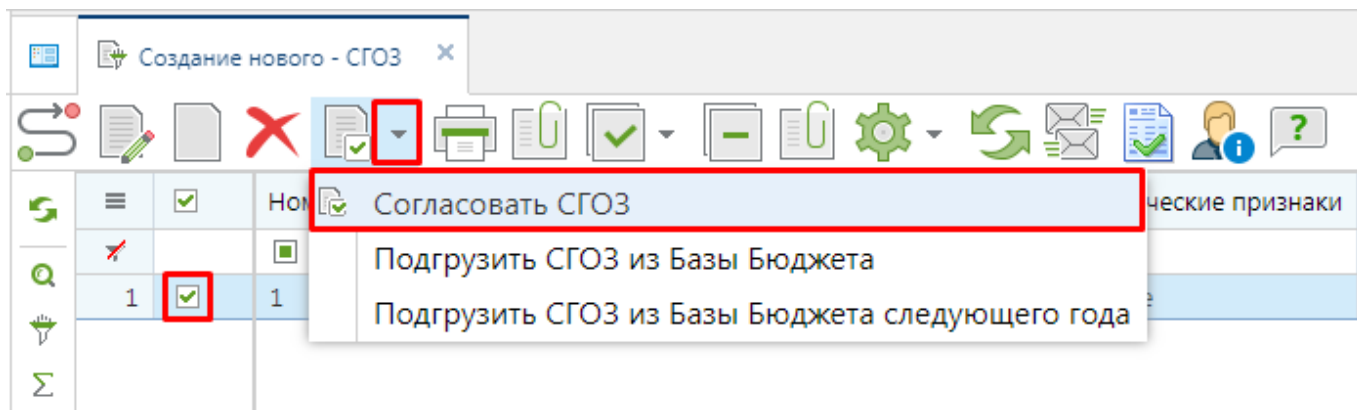 Создание нового - СГОЗ ×
i ?
Ном
Согласовать СГОЗ
ческие признаки
Подгрузить СГОЗ из Базы Бюджета
1 1 е
Подгрузить СГОЗ из Базы Бюджета следующего года
Σ